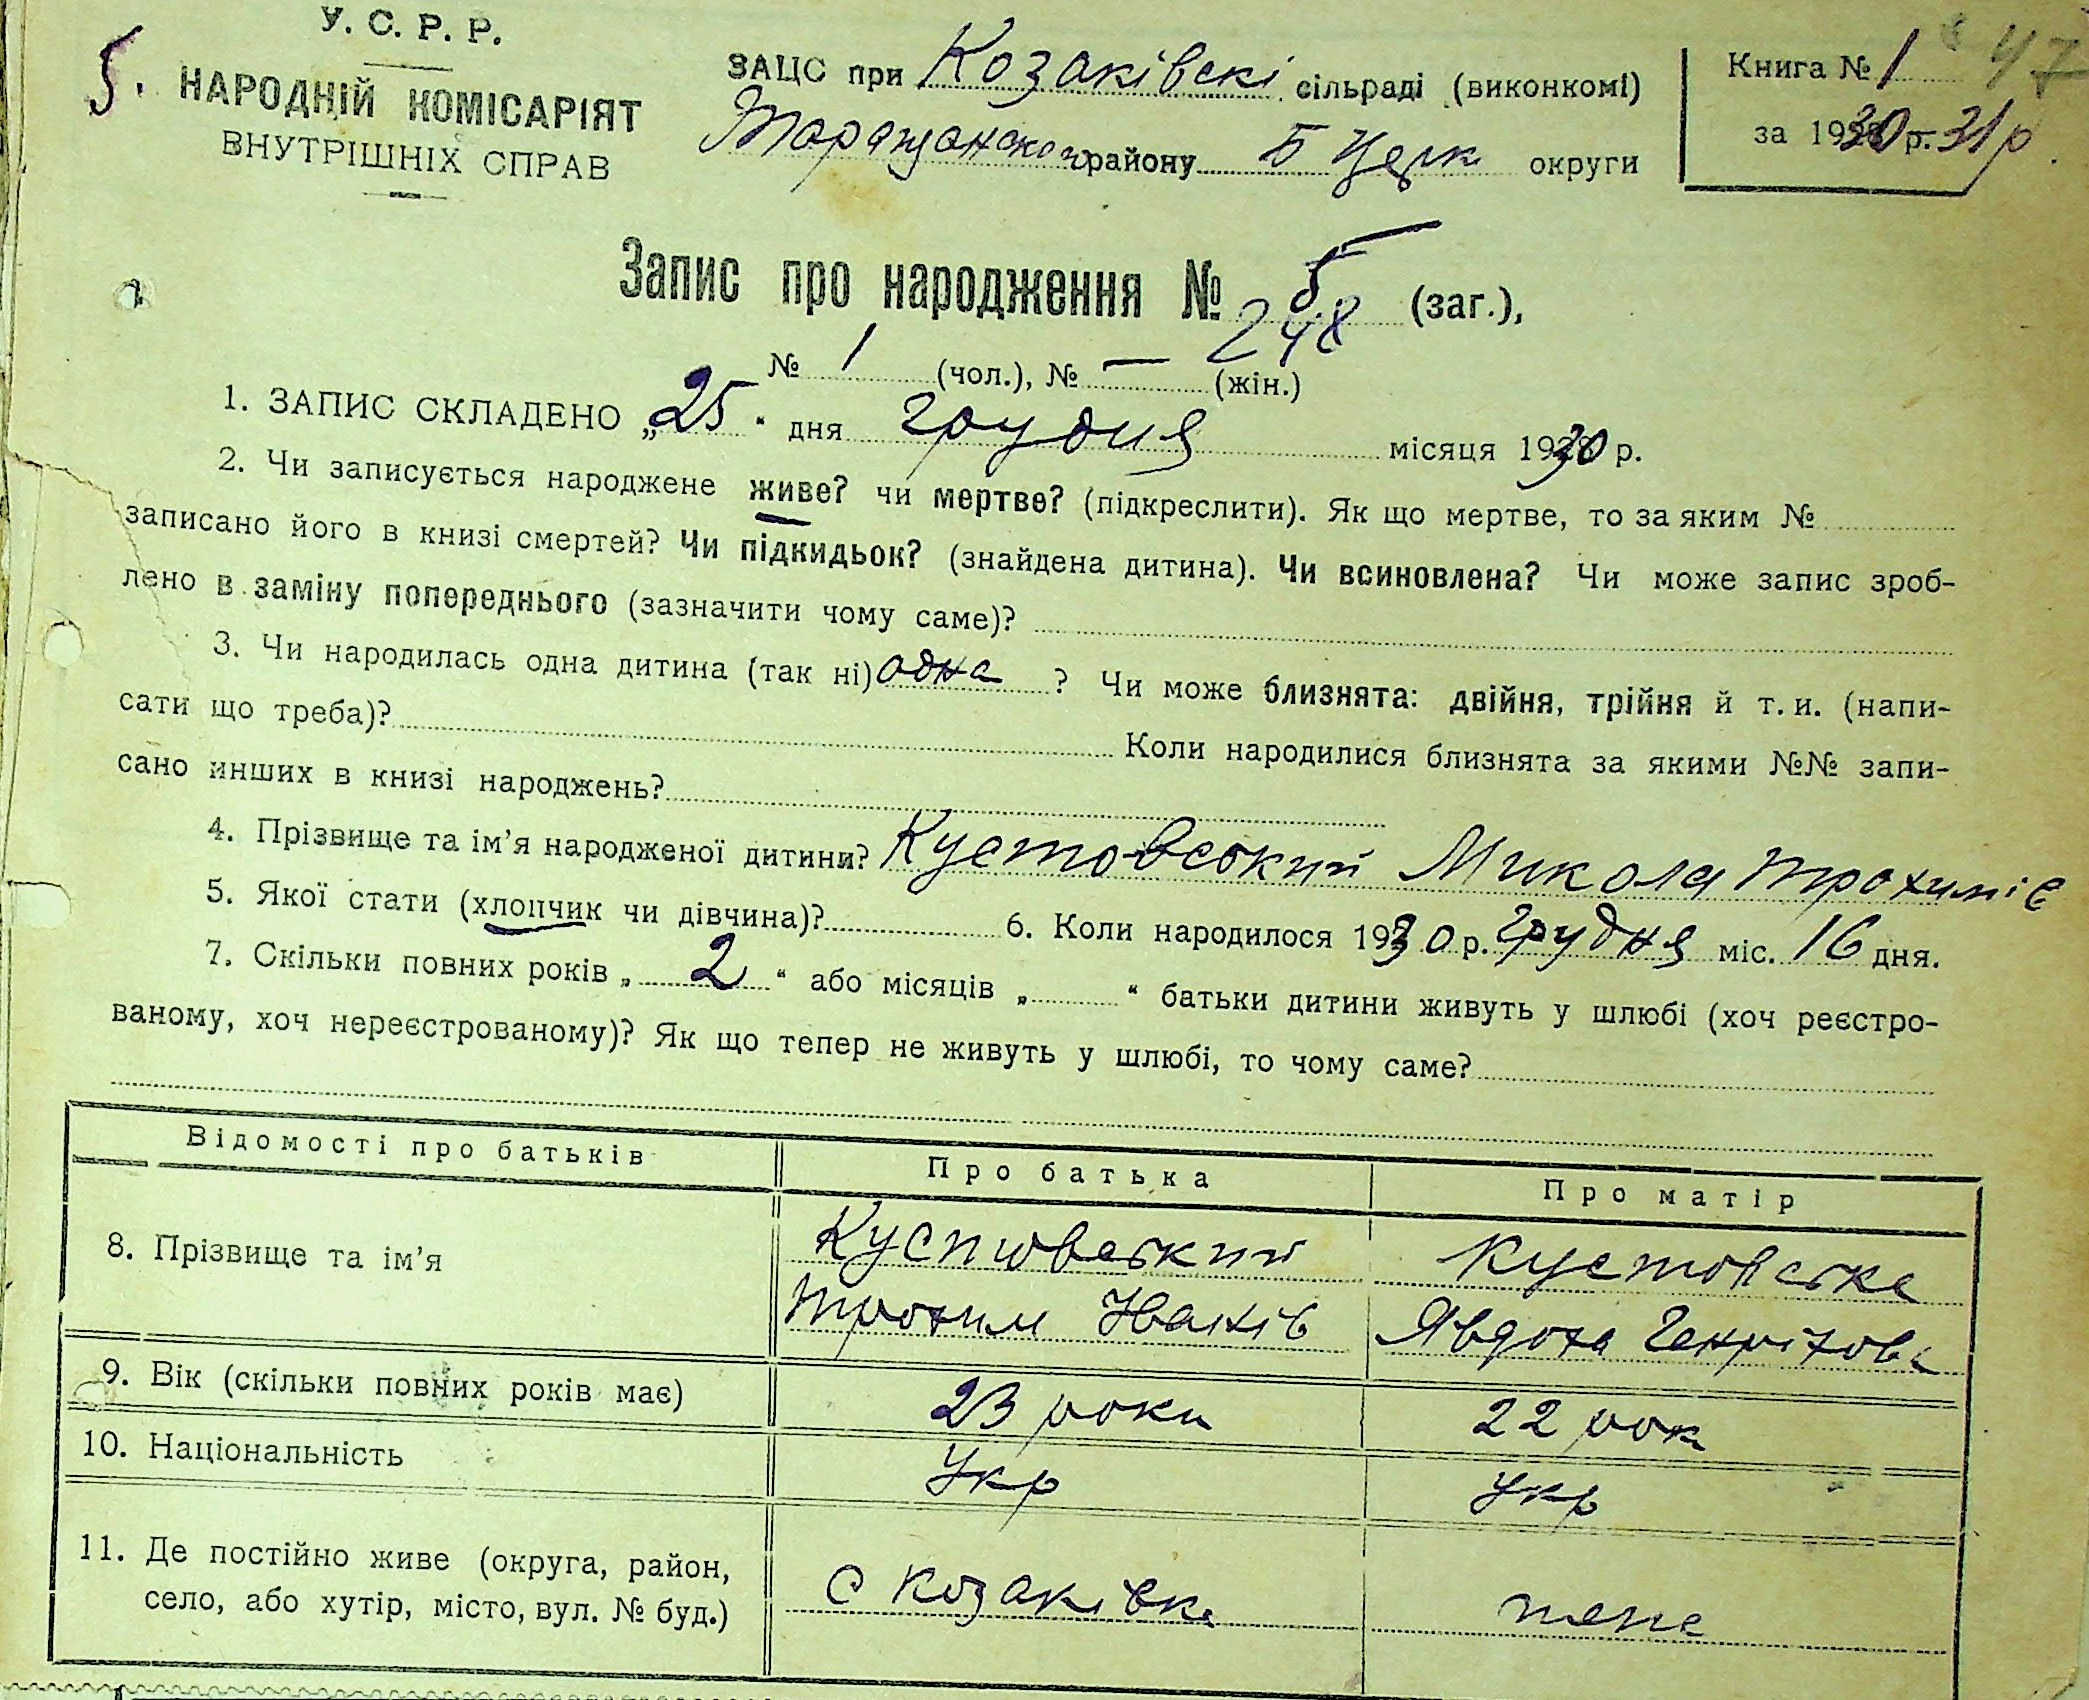 У. С. Р. Р.
5. НАРОДНІЙ КОМІСАРІЯТ
ВНУТРІШНІХ СПРАВ
ЗАЦС при Козаківскі сільраді (виконкомі)
Таращанског району Б Церк округи
Книга № 1 47
за 1930 р. 31 р.
Запис про народження № 5 (заг.),
248
№ 1 (чол.), № — (жін.)
1. ЗАПИС СКЛАДЕНО „25“ дня грудня місяця 1930 р.
2. Чи записується народжене живе? чи мертве? (підкреслити). Як що мертве, то за яким №
записано його в книзі смертей? Чи підкидьок? (знайдена дитина). Чи всиновлена? Чи може запис зроб-
лено в заміну попереднього (зазначити чому саме)?
3. Чи народилась одна дитина (так ні) одна ? Чи може близнята: двійня, трійня й т. и. (напи-
сати що треба)? Коли народилися близнята за якими №№ запи-
сано инших в книзі народжень?
4. Прізвище та ім’я народженої дитини? Кустовський Микола Трохимів
5. Якої стати (хлопчик чи дівчина)? 6. Коли народилося 1930 р. Грудня міс. 16 дня.
7. Скільки повних років „ 2 “ або місяців „ “ батьки дитини живуть у шлюбі (хоч реєстро-
ваному, хоч нереєстрованому)? Як що тепер не живуть у шлюбі, то чому саме?
Відомості про батьків Про батька Про матір
8. Прізвище та ім’я Кустовський Кустовська
Трохим Іванів Явдоха
9. Вік (скільки повних років має) 23 роки 22 рок
10. Національність Укр Укр
11. Де постійно живе (округа, район,
село, або хутір, місто, вул. № буд.) с Козаківка теже